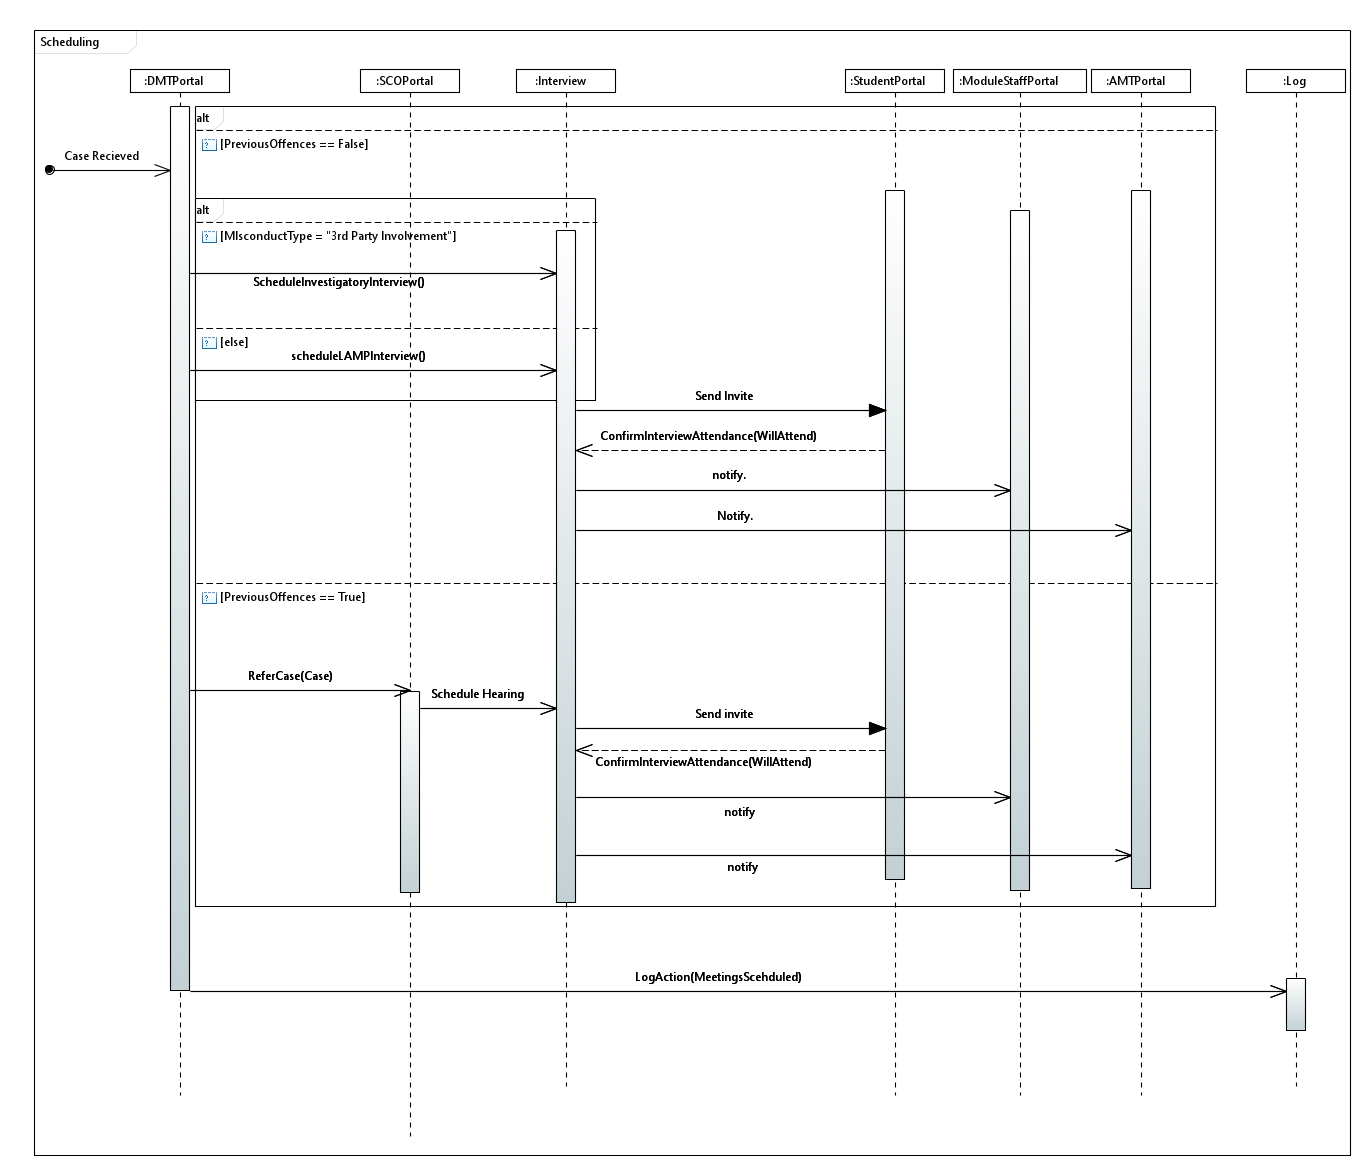 Scheduling
:DMTPortal
:SCOPortal
:Interview
:StudentPortal
:ModuleStaffPortal
:AMTPortal
:Log
alt
? [PreviousOffences == False]
Case Recieved
alt
? [MIsconductType = "3rd Party Involvement"]
ScheduleInvestigatoryInterview()
? [else]
scheduleLAMPInterview()
Send Invite
ConfirmInterviewAttendance(WillAttend)
notify.
Notify.
? [PreviousOffences == True]
ReferCase(Case)
Schedule Hearing
Send invite
ConfirmInterviewAttendance(WillAttend)
notify
notify
LogAction(MeetingsScehduled)